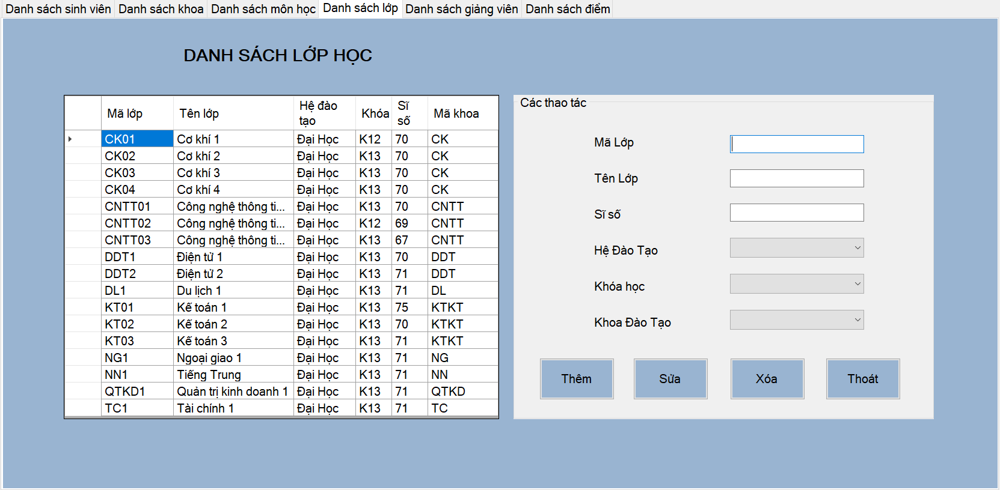 Danh sách sinh viên Danh sách khoa Danh sách môn học Danh sách lớp Danh sách giảng viên Danh sách điểm
DANH SÁCH LỚP HỌC
Mã lớp Tên lớp Hệ đào tạo Khóa Sĩ số Mã khoa
CK01 Cơ khí 1 Đại Học K12 70 CK
CK02 Cơ khí 2 Đại Học K13 70 CK
CK03 Cơ khí 3 Đại Học K13 70 CK
CK04 Cơ khí 4 Đại Học K13 70 CK
CNTT01 Công nghệ thông ti... Đại Học K13 70 CNTT
CNTT02 Công nghệ thông ti... Đại Học K12 69 CNTT
CNTT03 Công nghệ thông ti... Đại Học K13 67 CNTT
DDT1 Điện tử 1 Đại Học K13 70 DDT
DDT2 Điện tử 2 Đại Học K13 71 DDT
DL1 Du lịch 1 Đại Học K13 71 DL
KT01 Kế toán 1 Đại Học K13 75 KTKT
KT02 Kế toán 2 Đại Học K13 70 KTKT
KT03 Kế toán 3 Đại Học K13 71 KTKT
NG1 Ngoại giao 1 Đại Học K13 71 NG
NN1 Tiếng Trung Đại Học K13 71 NN
QTKD1 Quản trị kinh doanh 1 Đại Học K13 71 QTKD
TC1 Tài chính 1 Đại Học K13 71 TC
Các thao tác
Mã Lớp
Tên Lớp
Sĩ số
Hệ Đào Tạo
Khóa học
Khoa Đào Tạo
Thêm Sửa Xóa Thoát